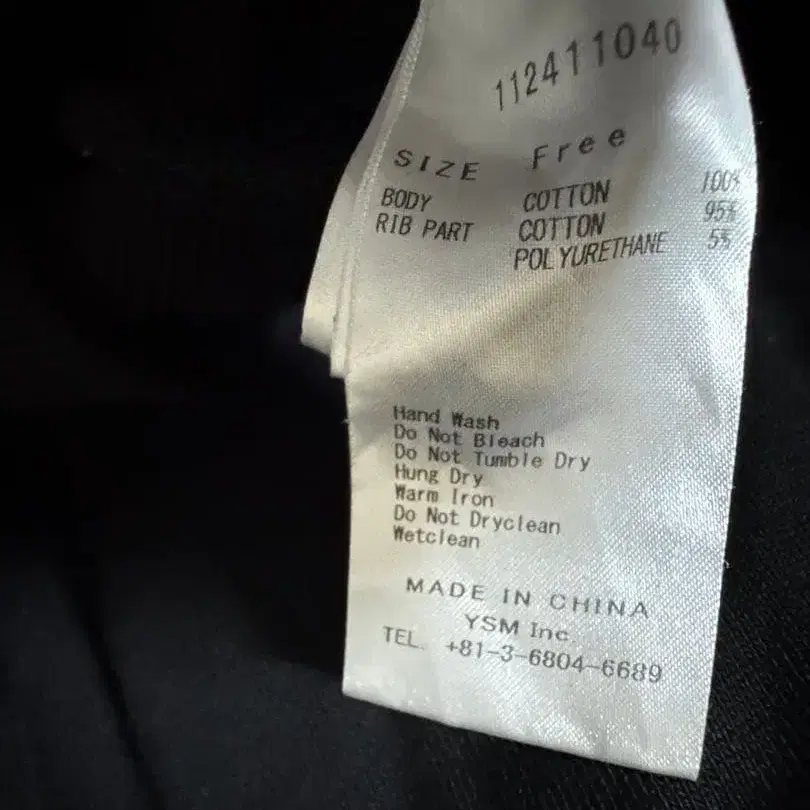 112411040
SIZE Free
BODY COTTON 100%
RIB PART COTTON 95%
POLYURETHANE 5%
Hand Wash
Do Not Bleach
Do Not Tumble Dry
Hung Dry
Warm Iron
Do Not Dryclean
Wetclean
MADE IN CHINA
YSM Inc.
TEL. +81-3-6804-6689